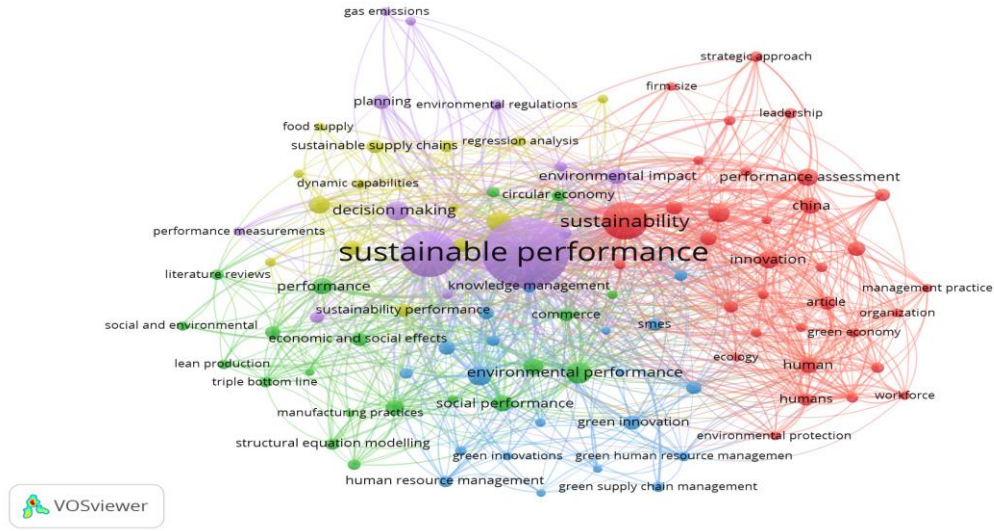 gas emissions
strategic approach
firm size
planning
environmental regulations
leadership
food supply
sustainable supply chains
regression analysis
environmental impact
performance assessment
dynamic capabilities
circular economy
decision making
sustainability
china
performance measurements
sustainable performance
innovation
literature reviews
performance
knowledge management
management practice
sustainability performance
commerce
article
organization
social and environmental
economic and social effects
smes
green economy
lean production
ecology
human
triple bottom line
environmental performance
humans
workforce
manufacturing practices
social performance
green innovation
environmental protection
structural equation modelling
green innovations
green human resource managemen
human resource management
green supply chain management
VOSviewer